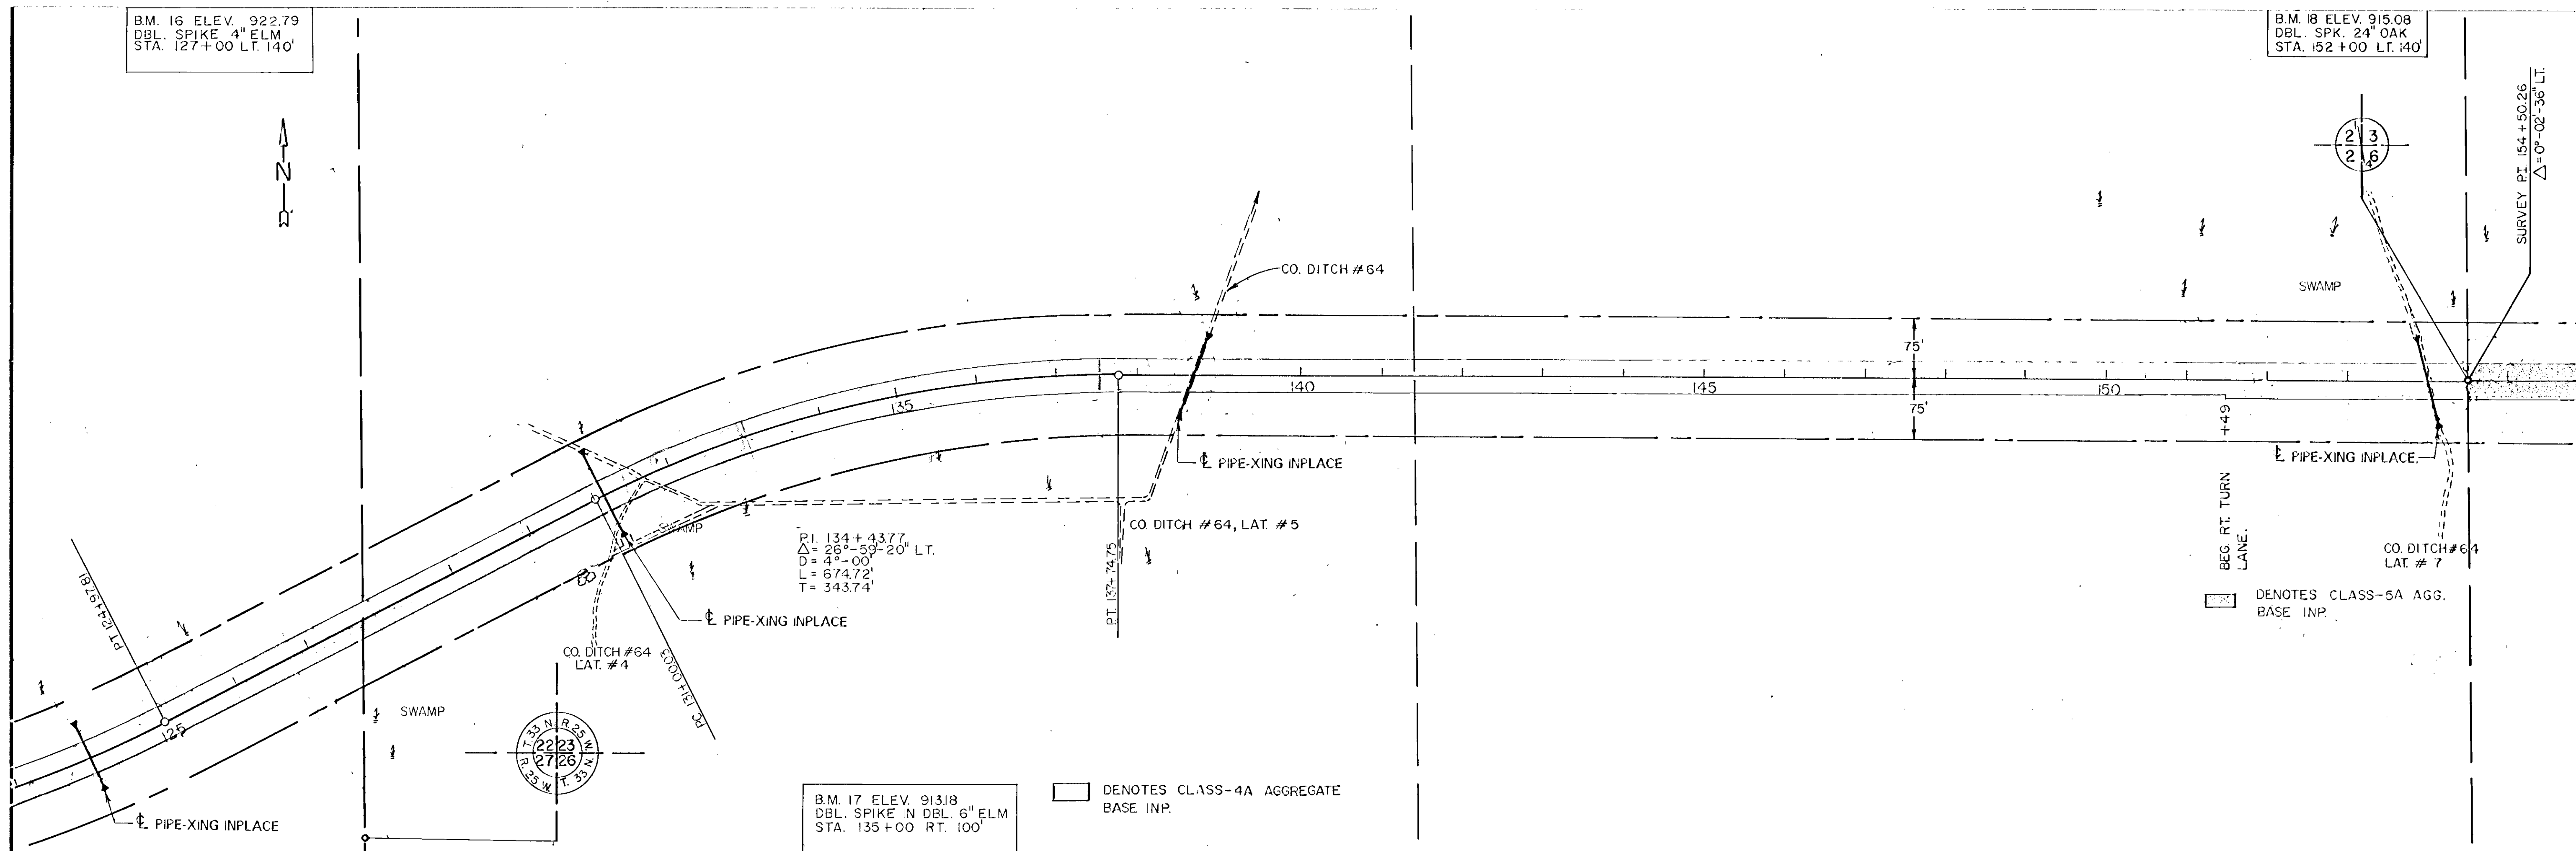 B.M. 16 ELEV. 922.79
DBL. SPIKE 4" ELM
STA. 127+00 LT. 140'
B.M. 18 ELEV. 915.08
DBL. SPK. 24" OAK
STA. 152+00 LT. 140'
N
2 3
2 6
SURVEY P.I. 154+50.26
Δ=0°-02'-36" LT.
CO. DITCH #64
SWAMP
75'
75'
135
140
145
150
+49
℄ PIPE-XING INPLACE
℄ PIPE-XING INPLACE.
SWAMP
CO. DITCH #64, LAT. #5
P.I. 134+43.77
Δ= 26°-59'-20" LT.
D= 4°-00'
L= 674.72'
T= 343.74'
P.T. 137+74.75
BEG. RT. TURN
LANE.
CO. DITCH #64
LAT. # 7
DENOTES CLASS-5A AGG.
BASE INP.
PT 124+97.81
℄ PIPE-XING INPLACE
CO. DITCH #64
LAT. #4
P.C. 131+00.03
125
SWAMP
T. 33 N. R. 25 W.
22 23
27 26
R. 25 W. T. 33 N.
℄ PIPE-XING INPLACE
B.M. 17 ELEV. 913.18
DBL. SPIKE IN DBL. 6" ELM
STA. 135+00 RT. 100'
DENOTES CLASS-4A AGGREGATE
BASE INP.